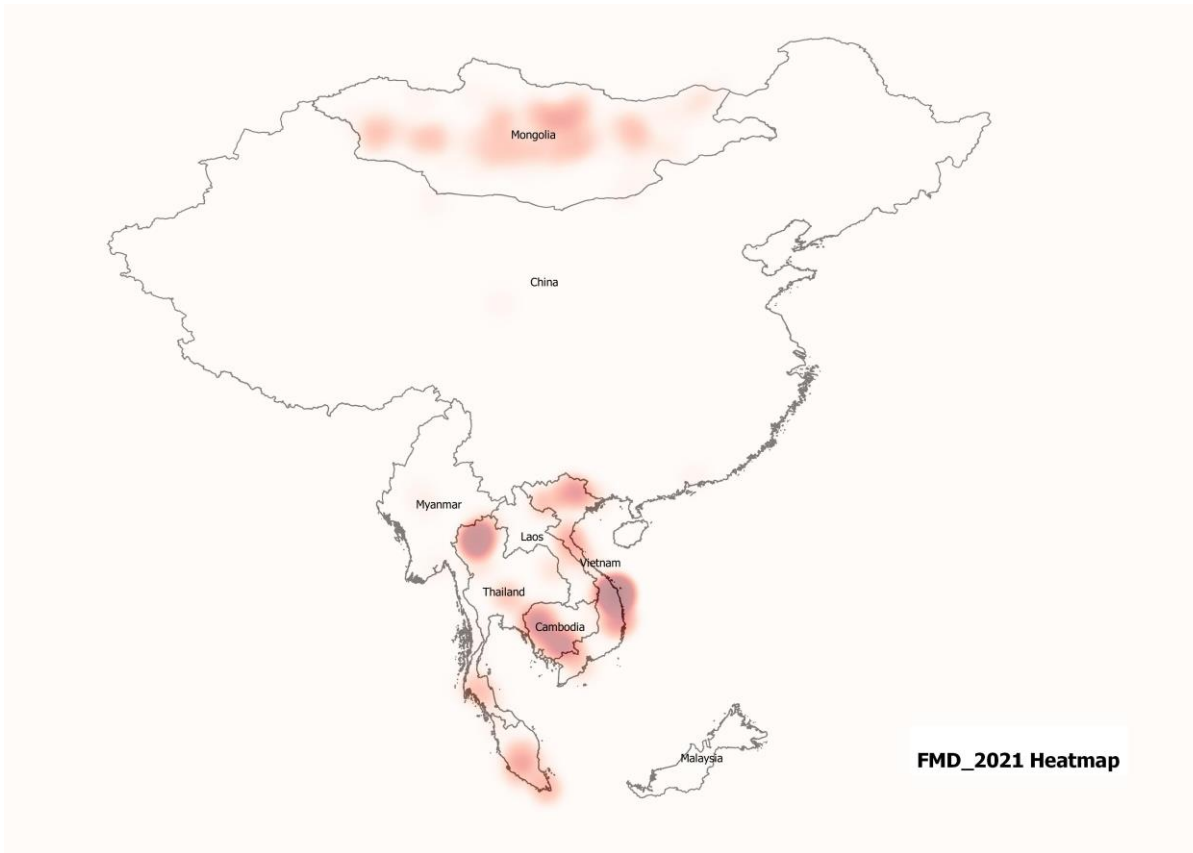 Mongolia
China
Myanmar
Laos
Vietnam
Thailand
Cambodia
Malaysia
FMD_2021 Heatmap